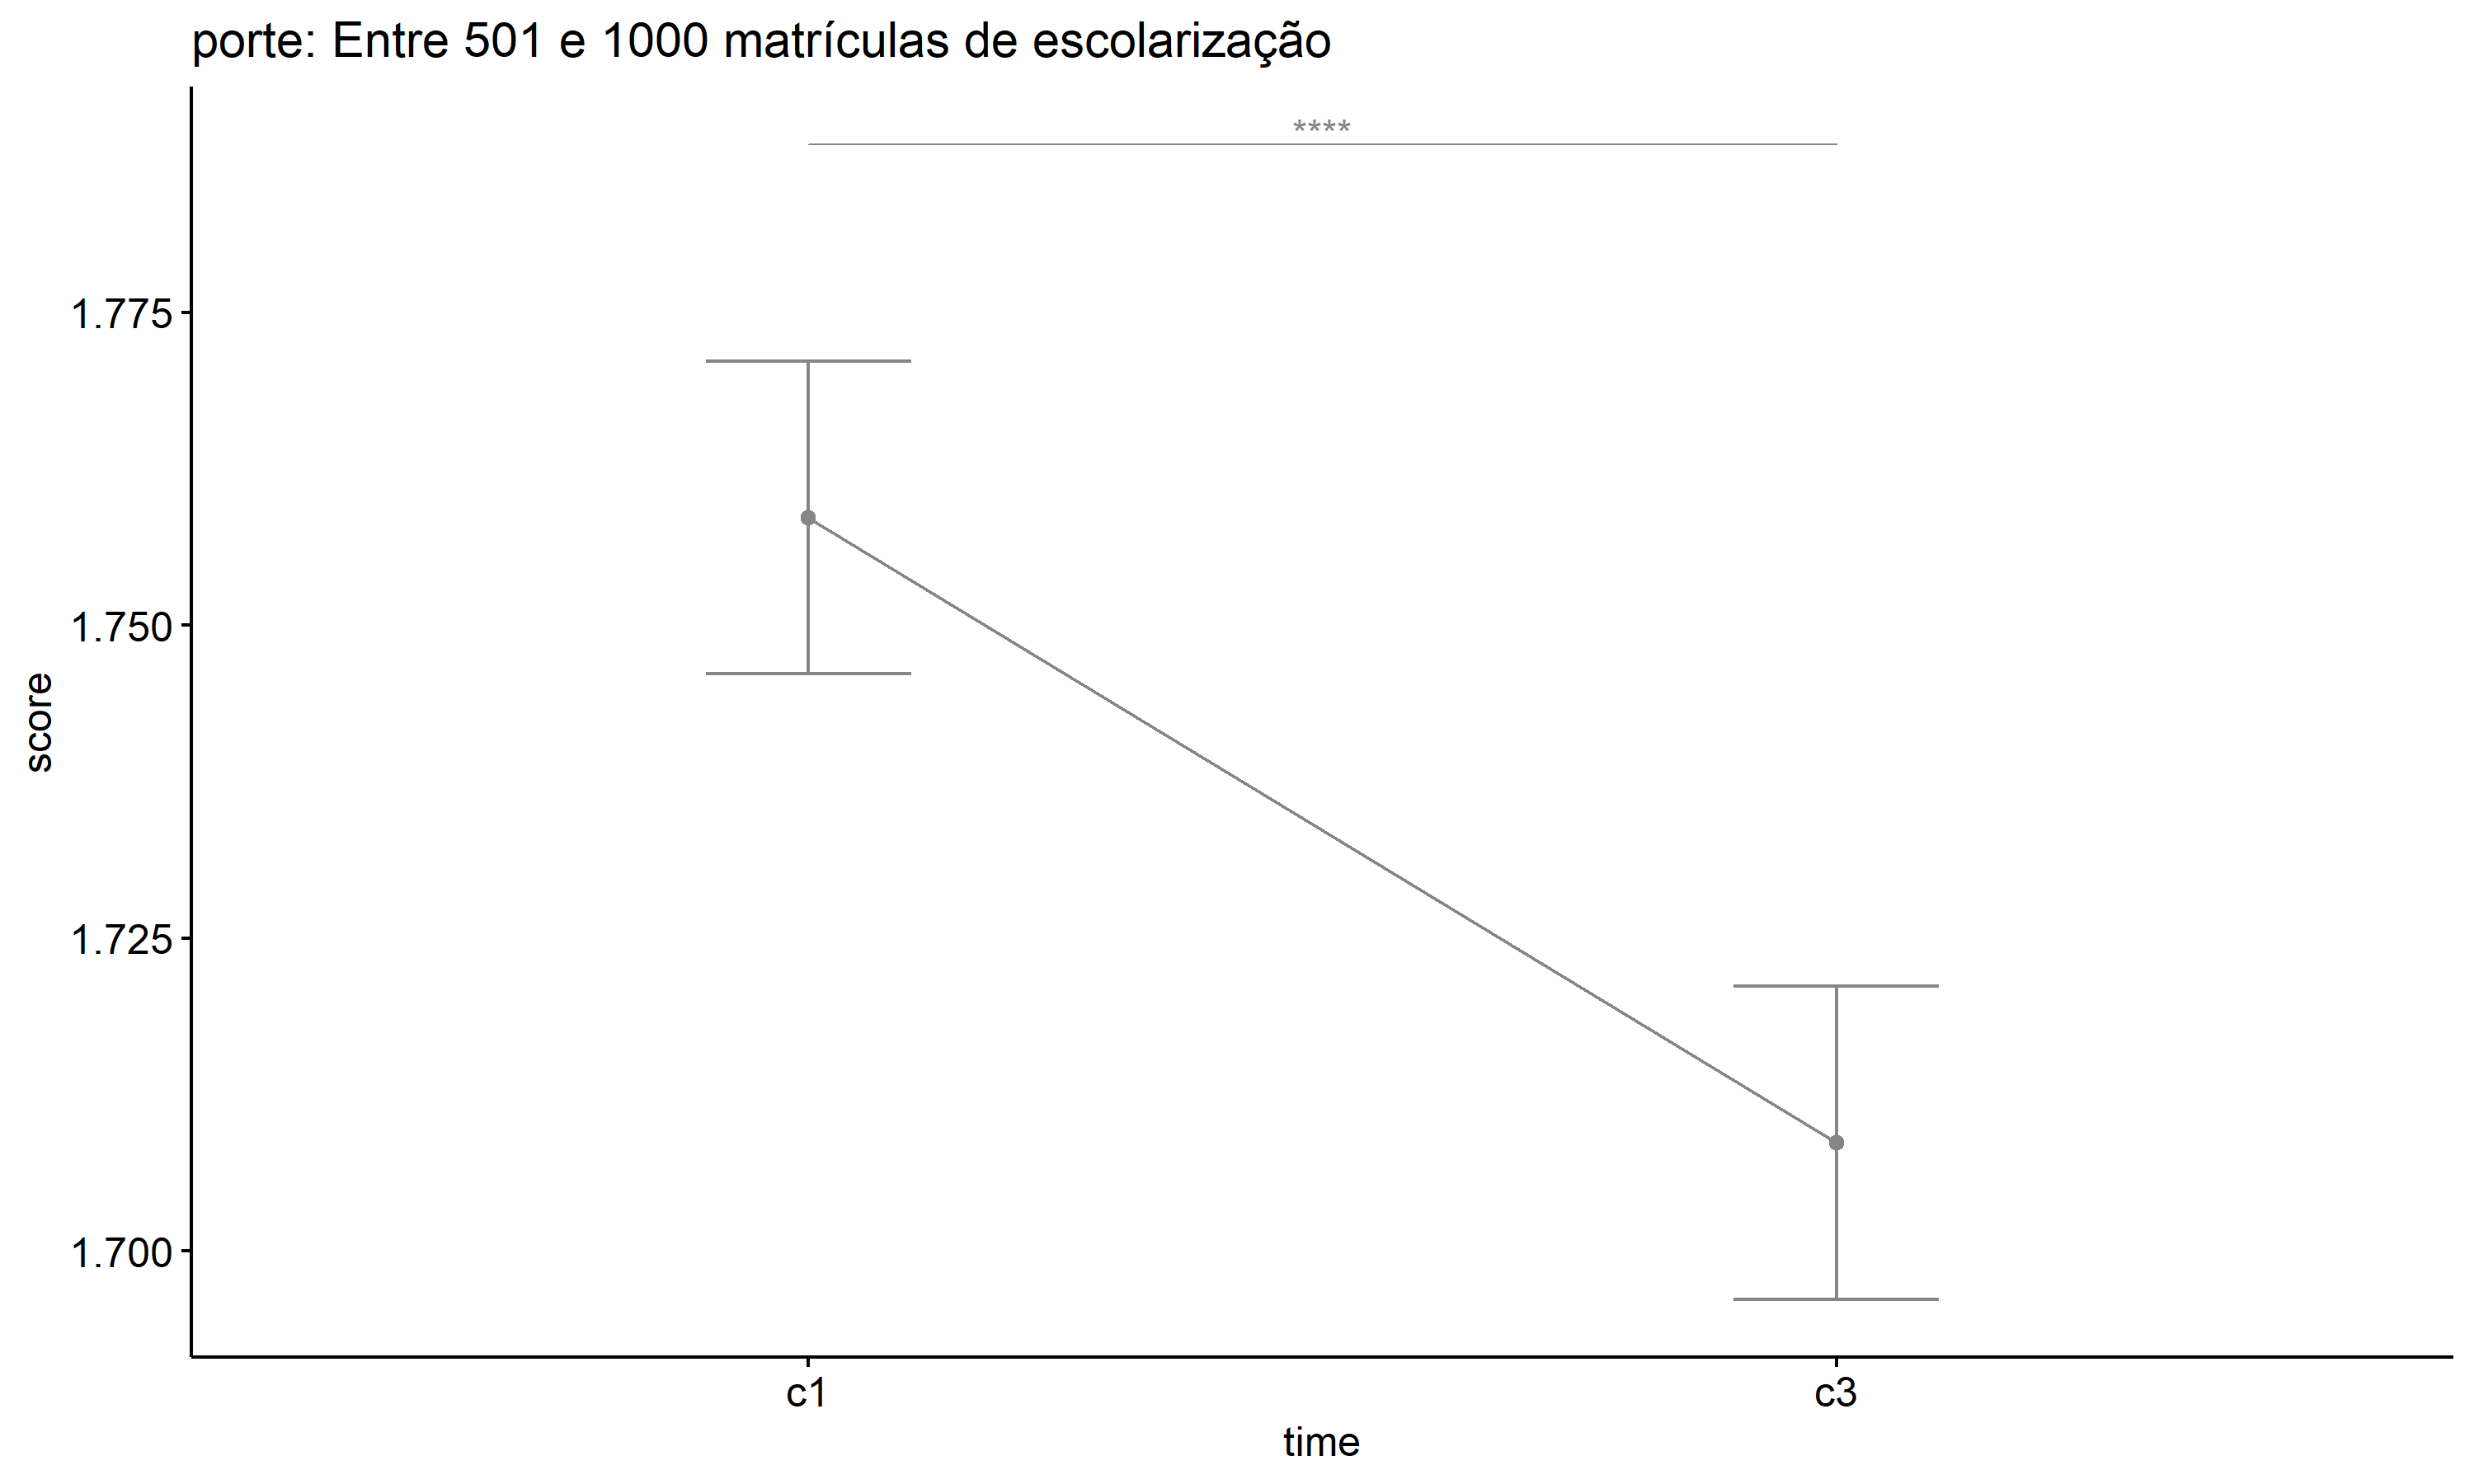 porte: Entre 501 e 1000 matrículas de escolarização
****
1.775
1.750
1.725
1.700
score
c1
c3
time